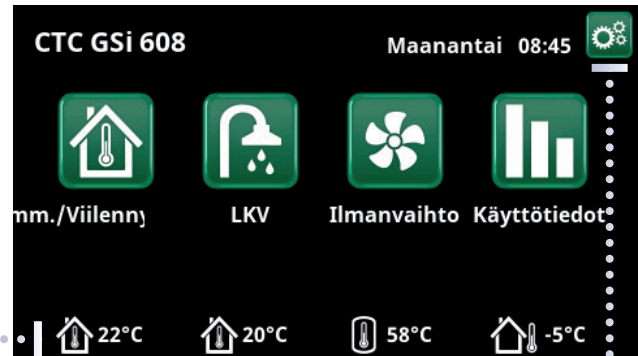 CTC GSi 608
Maanantai 08:45
mm./Viilenny
LKV
Ilmanvaihto
Käyttötiedot
22°C
20°C
58°C
-5°C